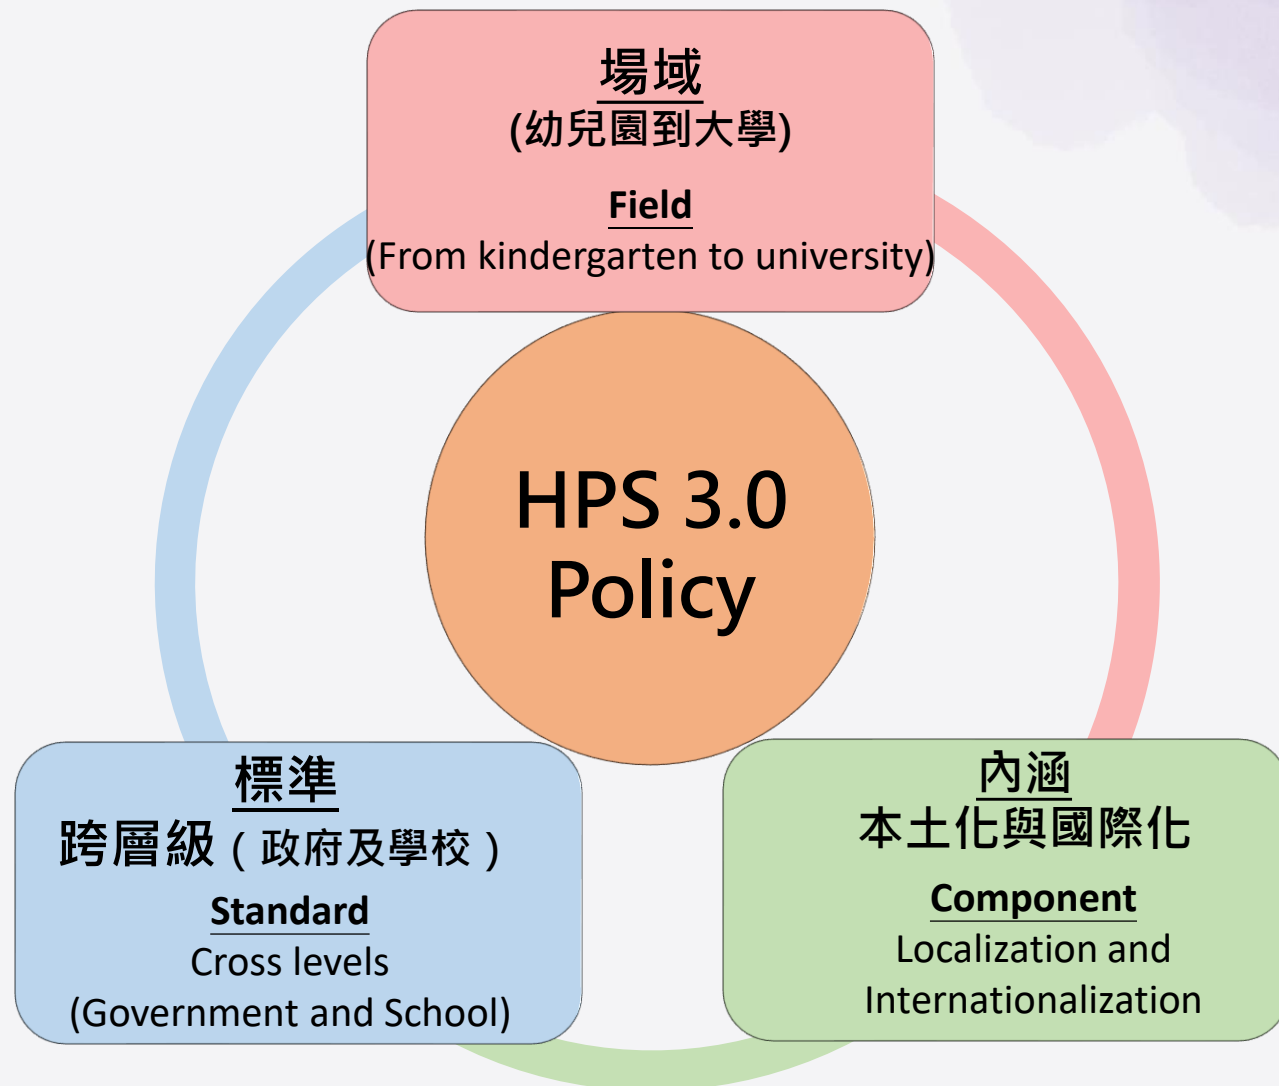 場域
(幼兒園到大學)
Field
(From kindergarten to university)
HPS 3.0
Policy
標準
跨層級（政府及學校）
Standard
Cross levels
(Government and School)
內涵
本土化與國際化
Component
Localization and
Internationalization